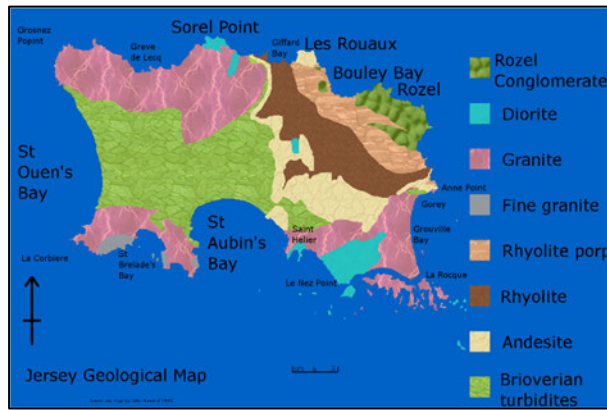 Grosnez
Popint
Greve
de Lecq
Sorel Point
Giffard
Bay
Les Rouaux
Bouley Bay
Rozel
St
Ouen's
Bay
La Corbiere
St
Brelade's
Bay
St
Aubin's
Bay
Saint
Helier
Le Nez Point
Anne Point
Gorey
Grouville
Bay
La Rocque
Jersey Geological Map
Rozel
Conglomerate
Diorite
Granite
Fine granite
Rhyolite porp
Rhyolite
Andesite
Brioverian
turbidites